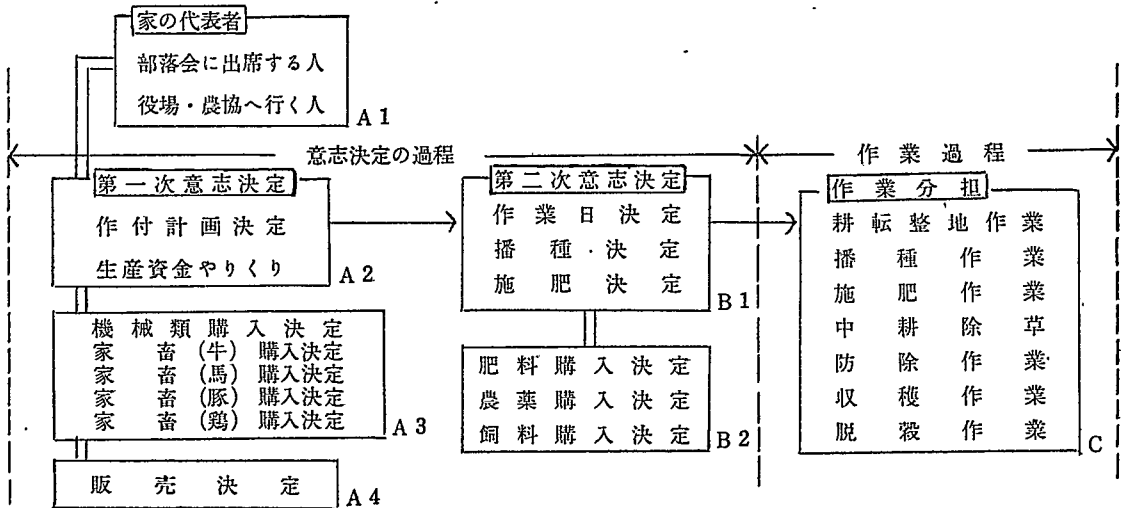 家の代表者
部落会に出席する人
役場・農協へ行く人
A1
意志決定の過程
作業過程
第一次意志決定
作付計画決定
生産資金やりくり
A2
機械類購入決定
家畜(牛)購入決定
家畜(馬)購入決定
家畜(豚)購入決定
家畜(鶏)購入決定
A3
販売決定
A4
第二次意志決定
作業日決定
播種決定
施肥決定
B1
肥料購入決定
農薬購入決定
飼料購入決定
B2
作業分担
耕転整地作業
播種作業
施肥作業
中耕除草
防除作業
収穫作業
脱穀作業
C